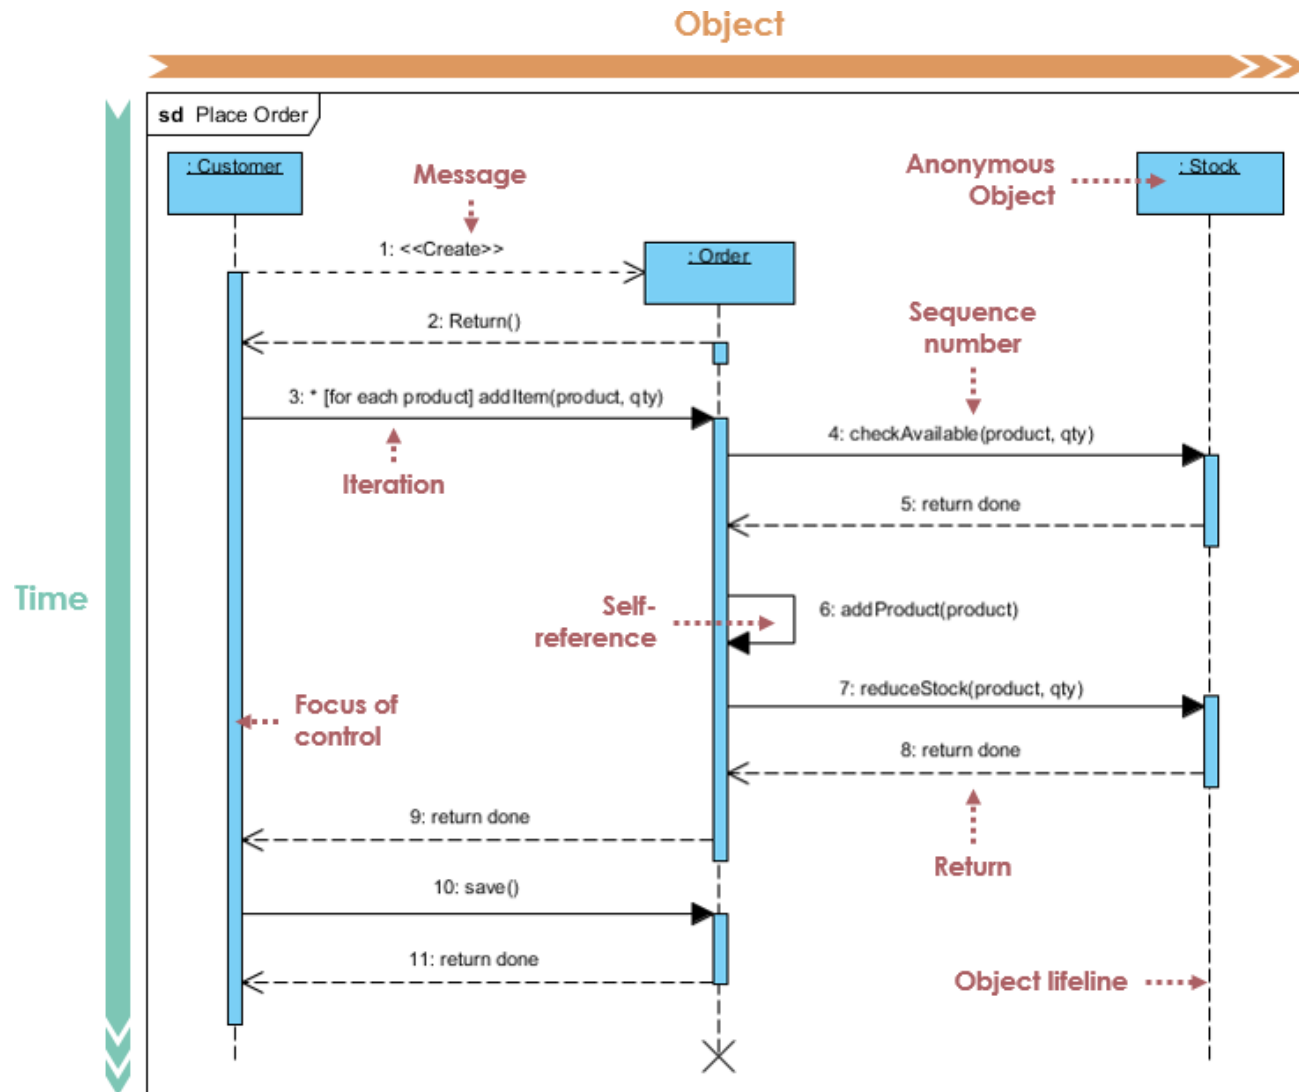 Object
sd Place Order
: Customer
Message
Anonymous
Object
: Stock
1: <<Create>>
: Order
2: Return()
Sequence
number
3: * [for each product] addItem(product, qty)
4: checkAvailable(product, qty)
Iteration
5: return done
Time
Self-
reference
6: addProduct(product)
7: reduceStock(product, qty)
Focus of
control
8: return done
9: return done
Return
10: save()
11: return done
Object lifeline